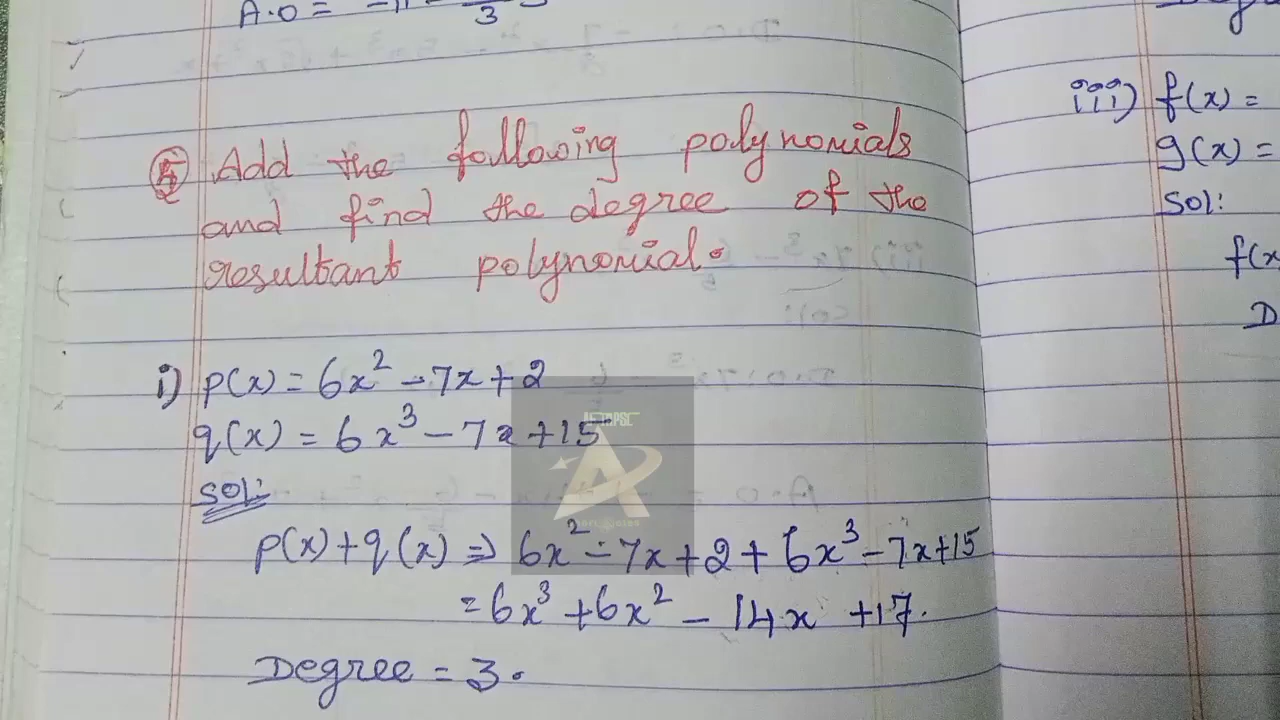 A.O =
3
5 Add the following polynomials
and find the degree of the
resultant polynomial.
i) p(x) = 6x² - 7x + 2
q(x) = 6x³ - 7x + 15
Sol:
p(x) + q(x) ⇒ 6x² - 7x + 2 + 6x³ - 7x + 15
= 6x³ + 6x² - 14x + 17.
Degree = 3.
iii) f(x) =
g(x) =
Sol:
f(x
D